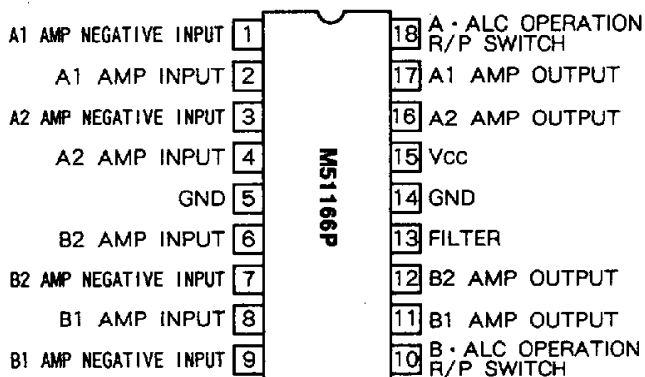 A1 AMP NEGATIVE INPUT 1
A1 AMP INPUT 2
A2 AMP NEGATIVE INPUT 3
A2 AMP INPUT 4
GND 5
B2 AMP INPUT 6
B2 AMP NEGATIVE INPUT 7
B1 AMP INPUT 8
B1 AMP NEGATIVE INPUT 9
M51166P
18 A・ALC OPERATION
R/P SWITCH
17 A1 AMP OUTPUT
16 A2 AMP OUTPUT
15 Vcc
14 GND
13 FILTER
12 B2 AMP OUTPUT
11 B1 AMP OUTPUT
10 B・ALC OPERATION
R/P SWITCH